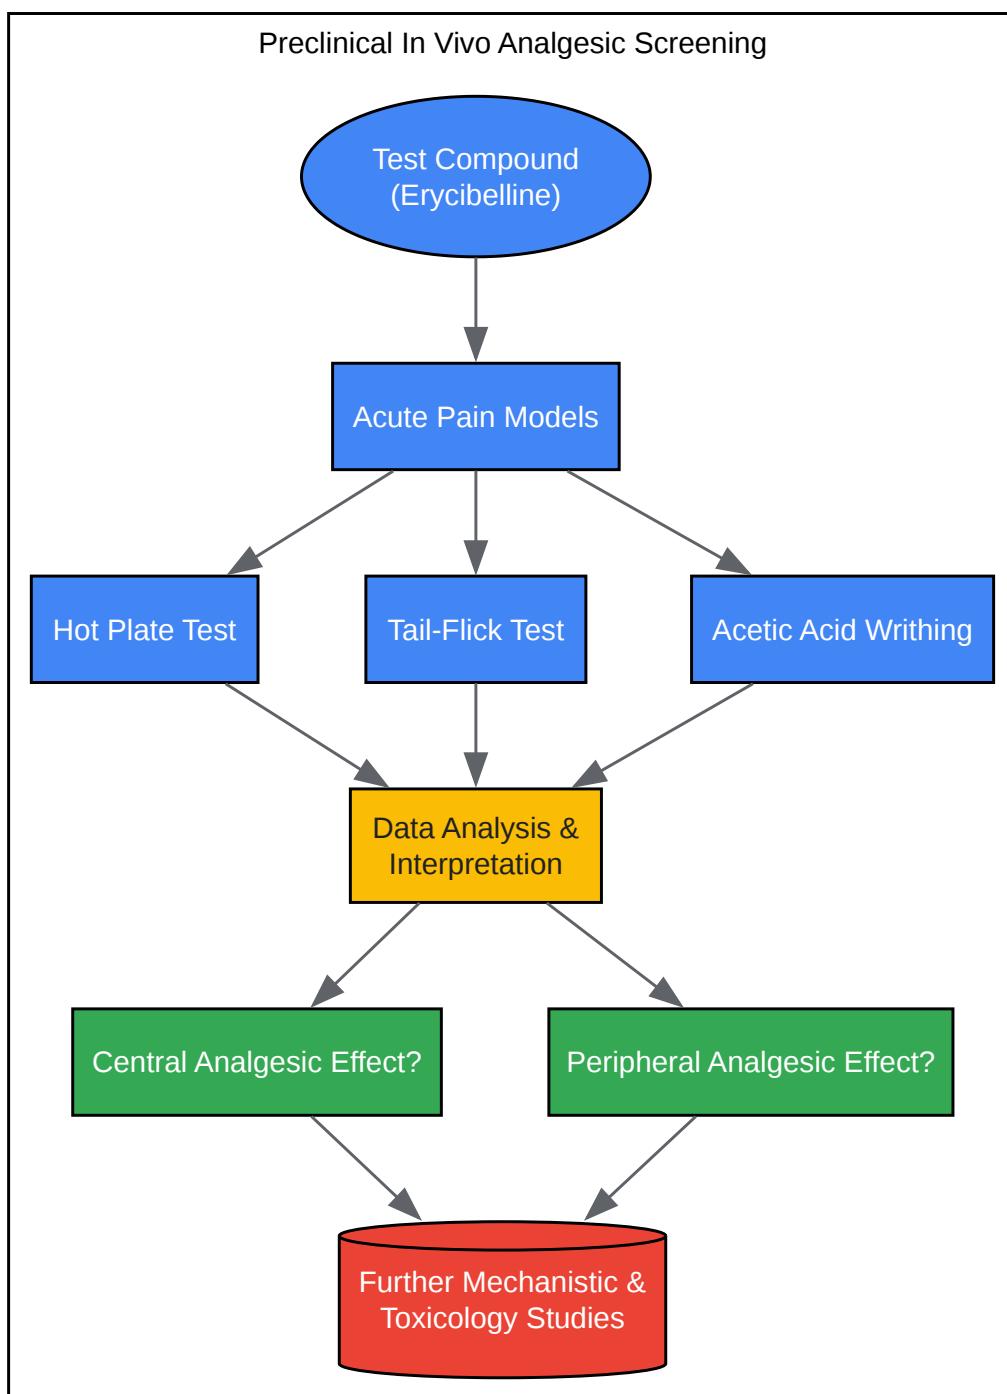 Preclinical In Vivo Analgesic Screening
Test Compound
(Erycibelline)
Acute Pain Models
Hot Plate Test
Tail-Flick Test
Acetic Acid Writhing
Data Analysis &
Interpretation
Central Analgesic Effect?
Peripheral Analgesic Effect?
Further Mechanistic &
Toxicology Studies